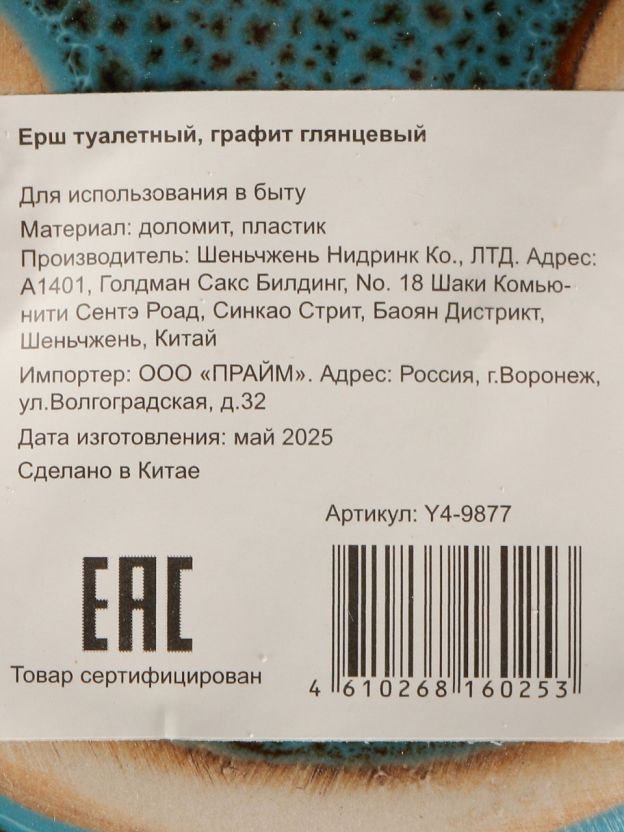 Ерш туалетный, графит глянцевый
Для использования в быту
Материал: доломит, пластик
Производитель: Шеньчжень Нидринк Ко., ЛТД. Адрес:
А1401, Голдман Сакс Билдинг, No. 18 Шаки Комью-
нити Сентэ Роад, Синкао Стрит, Баоян Дистрикт,
Шеньчжень, Китай
Импортер: ООО «ПРАЙМ». Адрес: Россия, г.Воронеж,
ул.Волгоградская, д.32
Дата изготовления: май 2025
Сделано в Китае
Артикул: Y4-9877
EAC
Товар сертифицирован
4 610268 160253